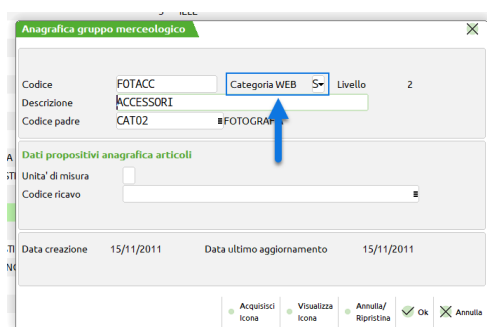 Anagrafica gruppo merceologico
Codice FOTACC Categoria WEB S Livello 2
Descrizione ACCESSORI
Codice padre CAT02
Dati propositivi anagrafica articoli
Unita' di misura
Codice ricavo
Data creazione 15/11/2011 Data ultimo aggiornamento 15/11/2011
Acquisisci Icona Visualizza Icona Annulla/ Ripristina Ok Annulla